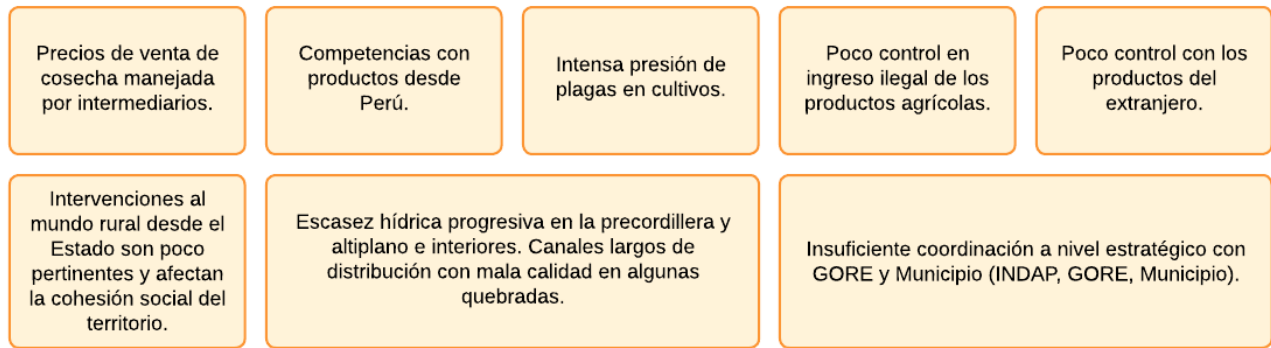 Precios de venta de
cosecha manejada
por intermediarios.
Competencias con
productos desde
Perú.
Intensa presión de
plagas en cultivos.
Poco control en
ingreso ilegal de los
productos agrícolas.
Poco control con los
productos del
extranjero.
Intervenciones al
mundo rural desde el
Estado son poco
pertinentes y afectan
la cohesión social del
territorio.
Escasez hídrica progresiva en la precordillera y
altiplano e interiores. Canales largos de
distribución con mala calidad en algunas
quebradas.
Insuficiente coordinación a nivel estratégico con
GORE y Municipio (INDAP, GORE, Municipio).